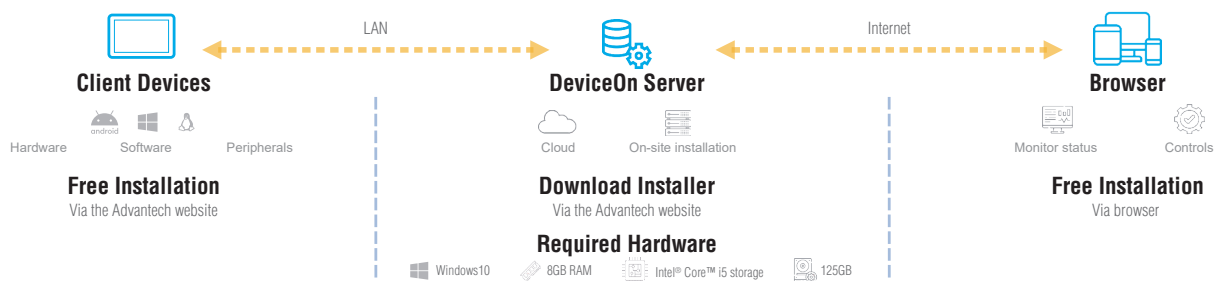 LAN
Internet
Client Devices
DeviceOn Server
Browser
android
Hardware
Software
Peripherals
Cloud
On-site installation
Monitor status
Controls
Free Installation
Via the Advantech website
Download Installer
Via the Advantech website
Free Installation
Via browser
Required Hardware
Windows10
8GB RAM
Intel® Core™ i5 storage
125GB